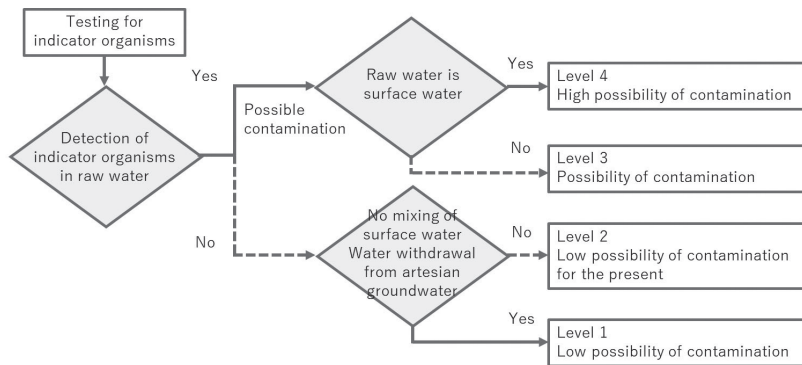 Testing for
indicator organisms
Yes
Detection of
indicator organisms
in raw water
Possible
contamination
No
Raw water is
surface water
Yes
Level 4
High possibility of contamination
No
Level 3
Possibility of contamination
No mixing of
surface water
Water withdrawal
from artesian
groundwater
No
Level 2
Low possibility of contamination
for the present
Yes
Level 1
Low possibility of contamination